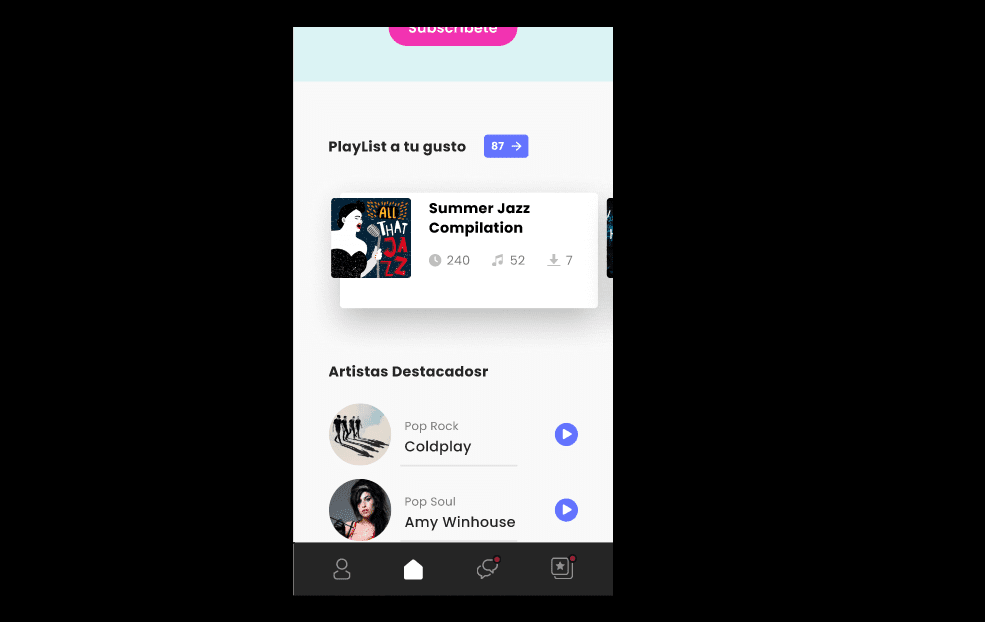 Subscríbete
PlayList a tu gusto
87
ALL
THAT
JAZZ
Summer Jazz
Compilation
240
52
7
Artistas Destacadosr
Pop Rock
Coldplay
Pop Soul
Amy Winhouse